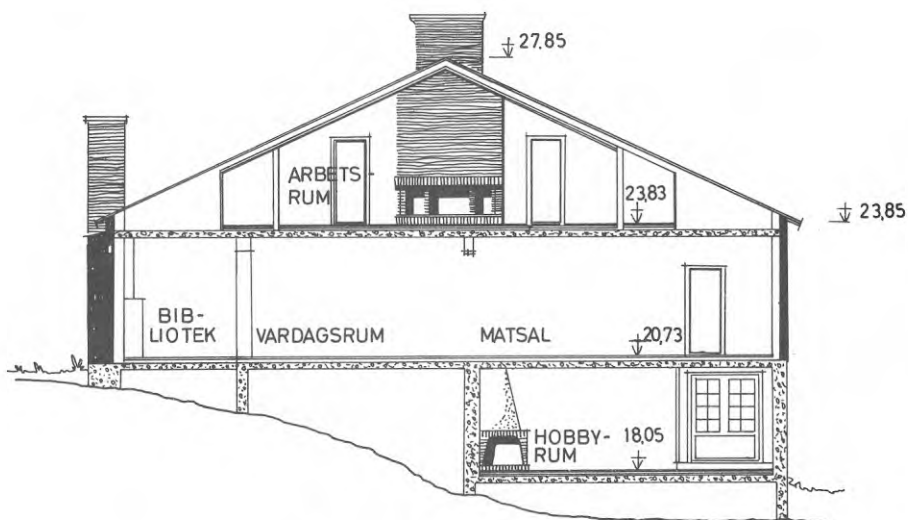 27,85
ARBETS-
RUM
23,83
23,85
BIB-
LIOTEK
VARDAGSRUM
MATSAL
20,73
HOBBY-
RUM
18,05